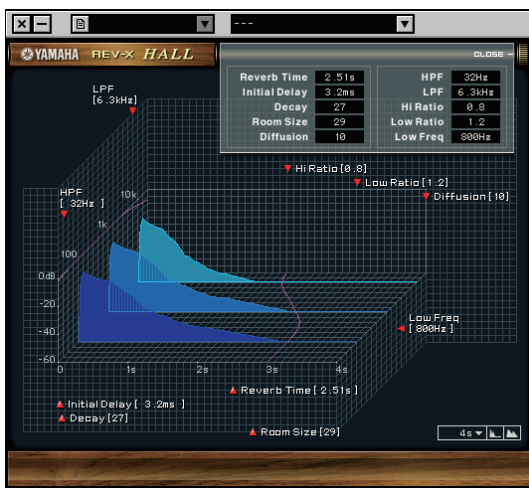 ---
YAMAHA REV-X HALL
CLOSE –
Reverb Time 2.51s HPF 32Hz
Initial Delay 3.2ms LPF 6.3kHz
Decay 27 Hi Ratio 0.8
Room Size 29 Low Ratio 1.2
Diffusion 10 Low Freq 800Hz
LPF
[6.3kHz]
Hi Ratio [0.8]
Low Ratio [1.2]
Diffusion [10]
HPF
[ 32Hz ]
10k
1k
100
0dB
-20
-40
-60
0 1s 2s 3s 4s
Low Freq
[ 800Hz ]
Reverb Time [ 2.51s ]
Initial Delay [ 3.2ms ]
Decay [27]
Room Size [29]
4s